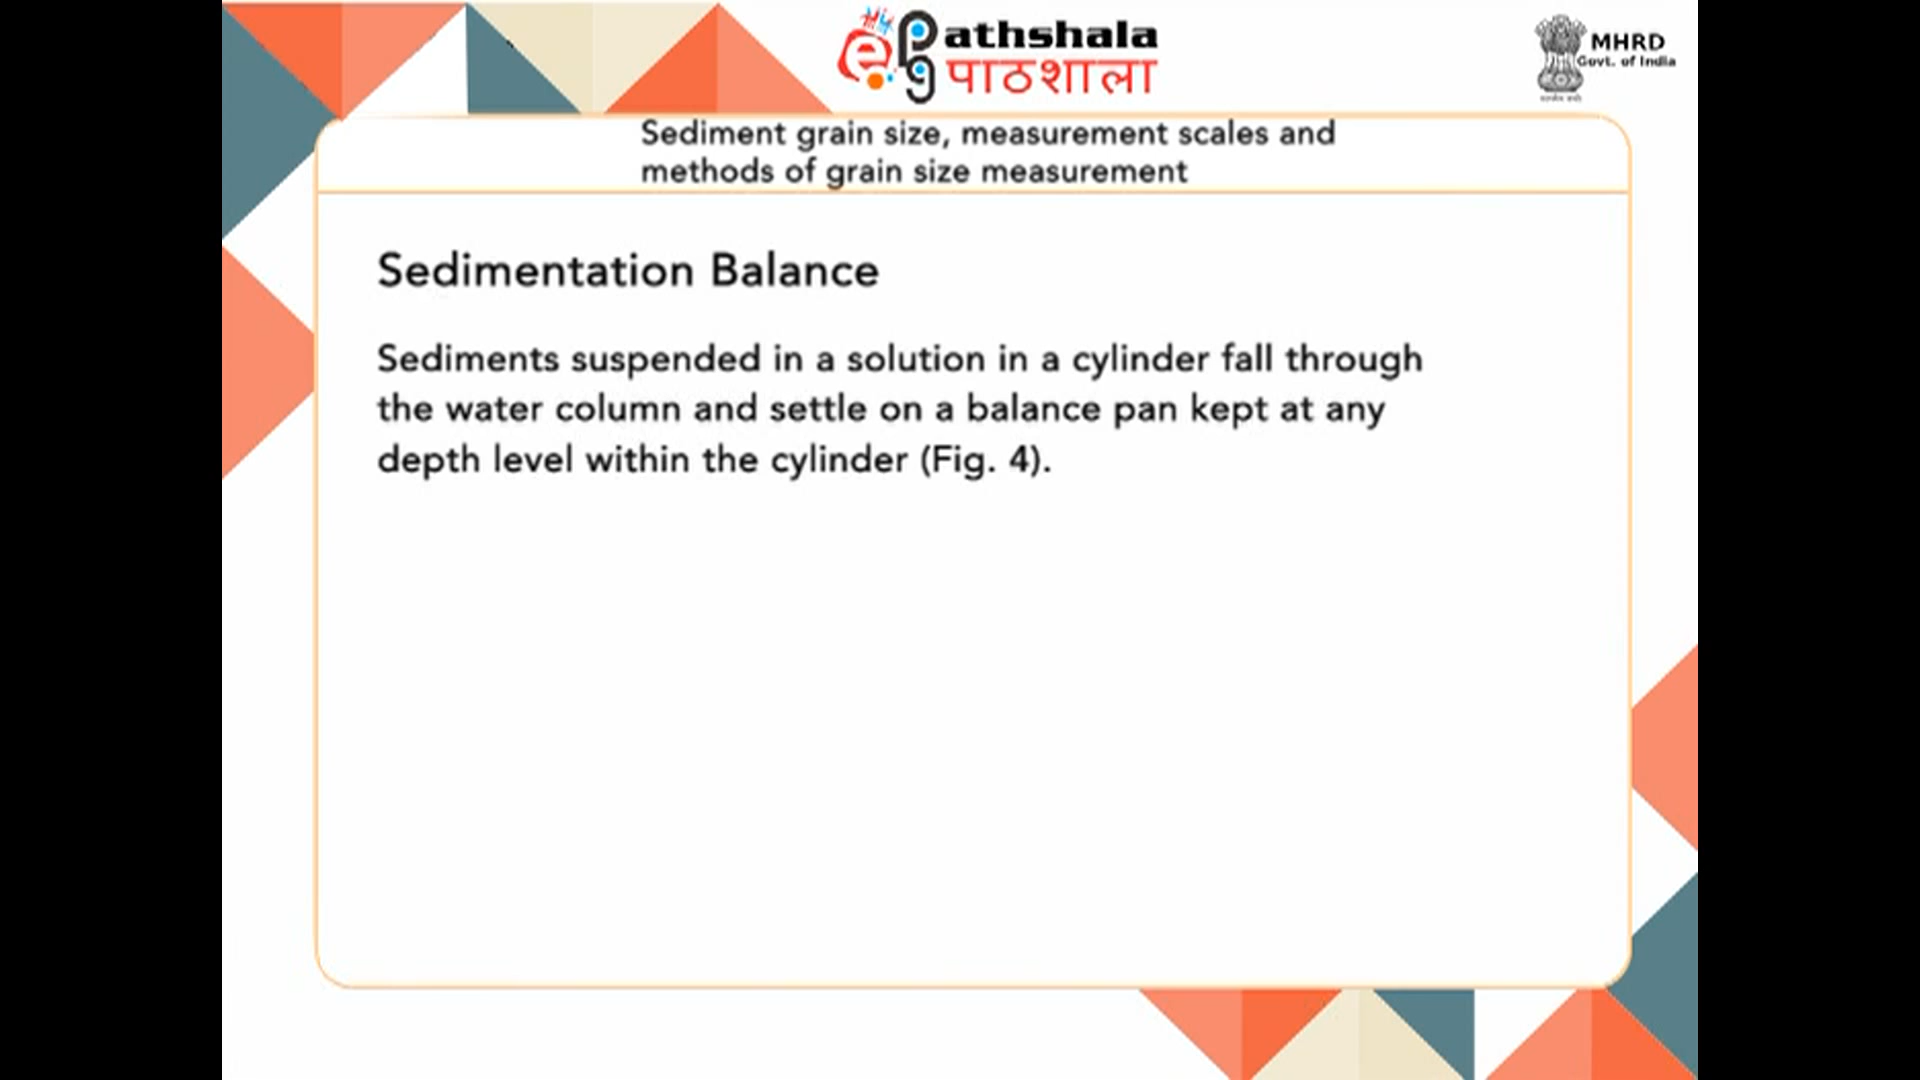 ePg Pathshala
पाठशाला
MHRD
Govt. of India
Sediment grain size, measurement scales and
methods of grain size measurement
Sedimentation Balance
Sediments suspended in a solution in a cylinder fall through
the water column and settle on a balance pan kept at any
depth level within the cylinder (Fig. 4).